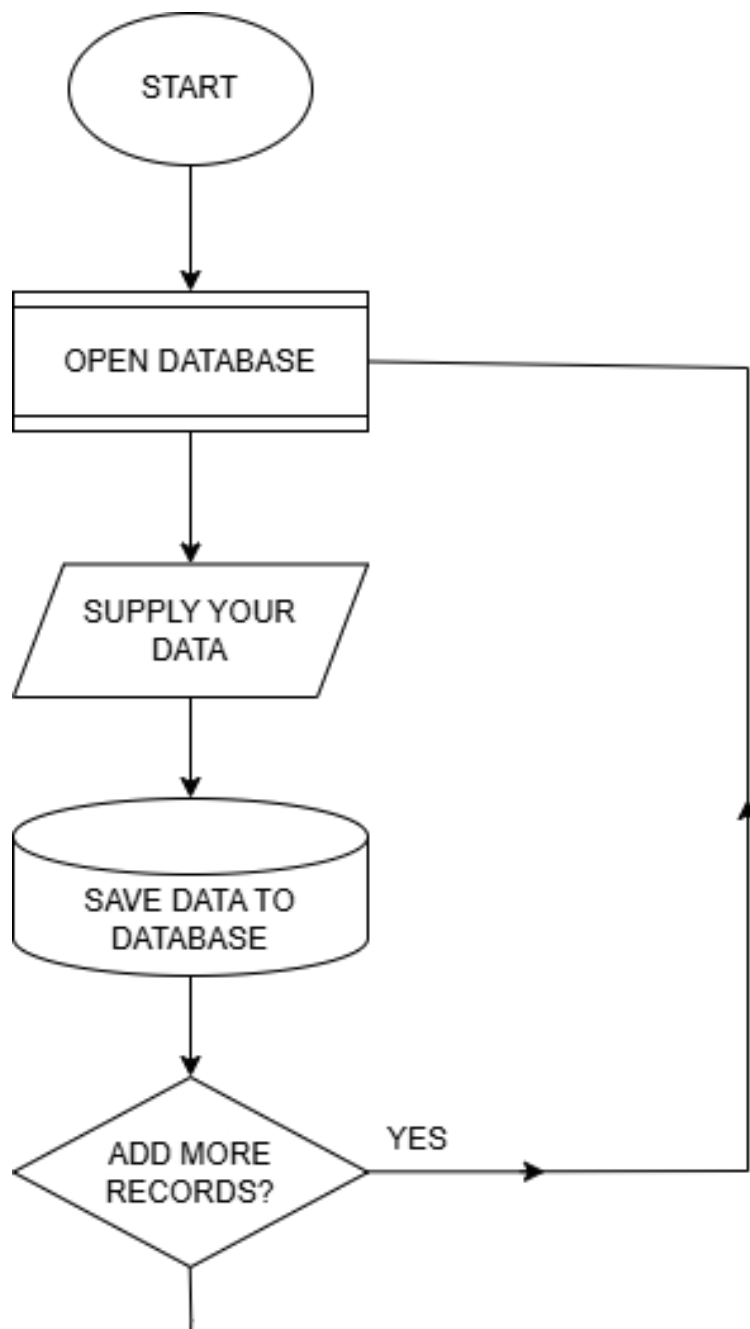 START
OPEN DATABASE
SUPPLY YOUR
DATA
SAVE DATA TO
DATABASE
ADD MORE
RECORDS?
YES